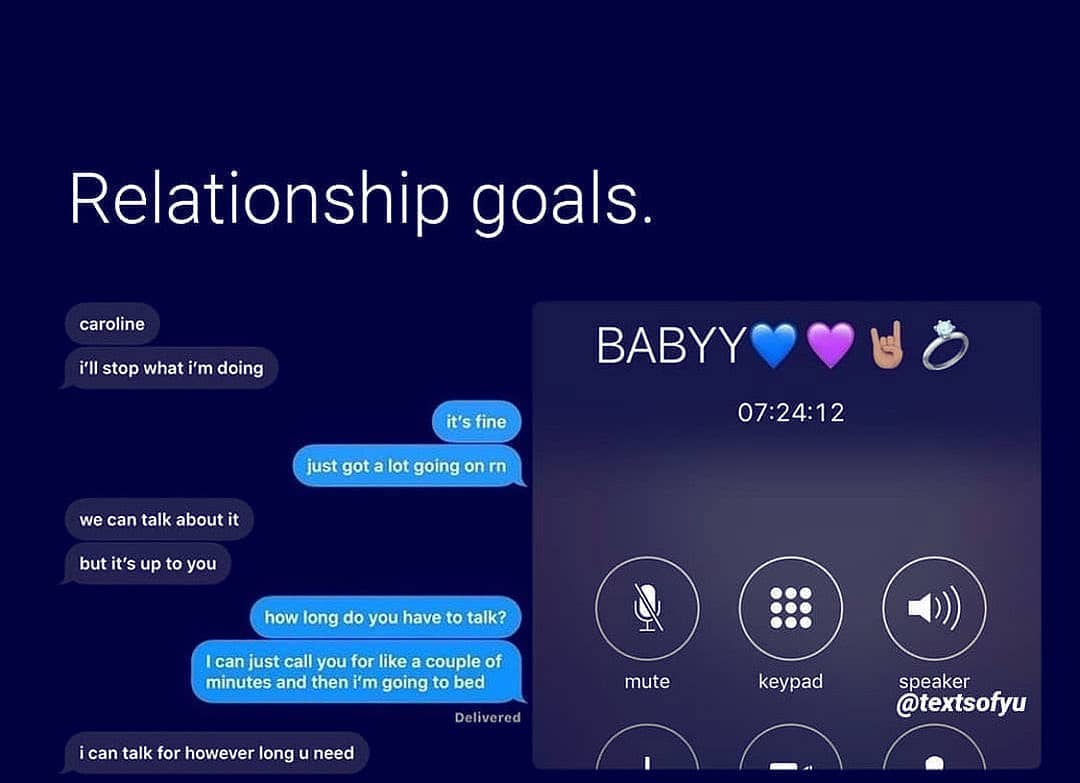 Relationship goals.
caroline
i'll stop what i'm doing
it's fine
just got a lot going on rn
we can talk about it
but it's up to you
how long do you have to talk?
I can just call you for like a couple of
minutes and then i'm going to bed
Delivered
i can talk for however long u need
BABYY💙💜🤘🏽💍
07:24:12
mute
keypad
speaker
@textsofyu